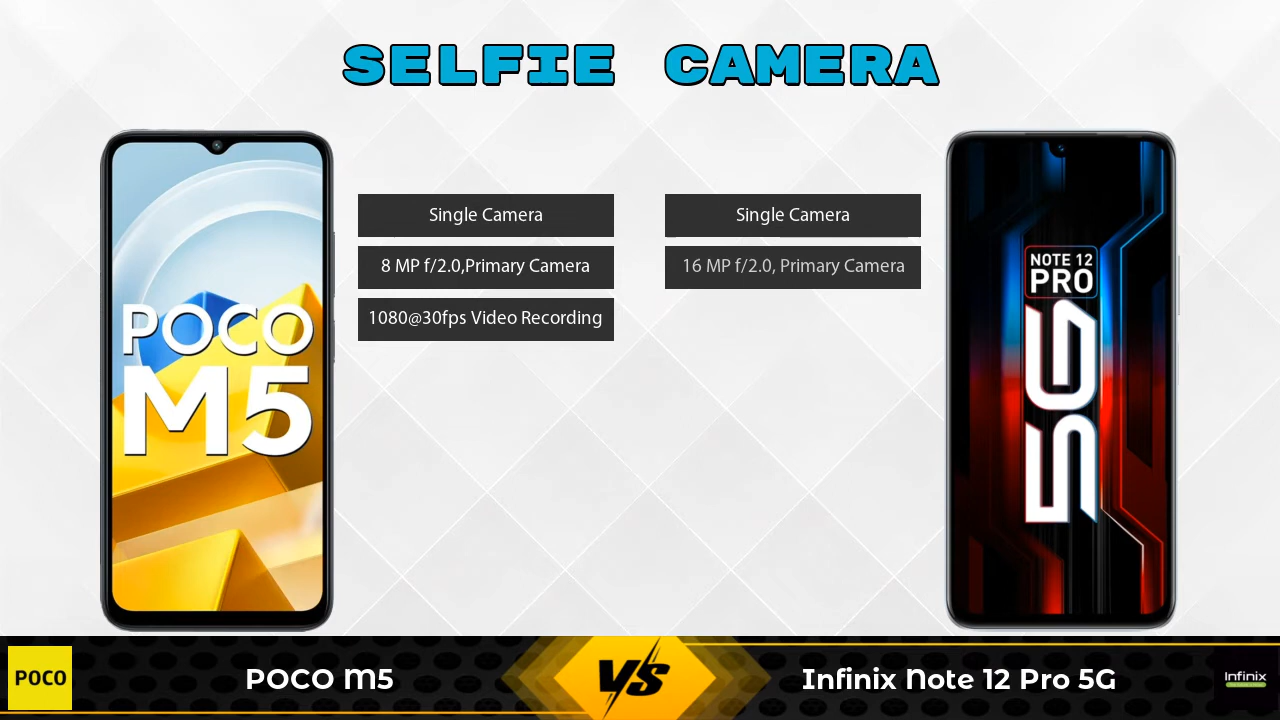 SELFIE CAMERA
Single Camera
8 MP f/2.0,Primary Camera
1080@30fps Video Recording
Single Camera
16 MP f/2.0, Primary Camera
POCO
M5
NOTE 12
PRO
5G
POCO
POCO M5
VS
Infinix Note 12 Pro 5G
Infinix